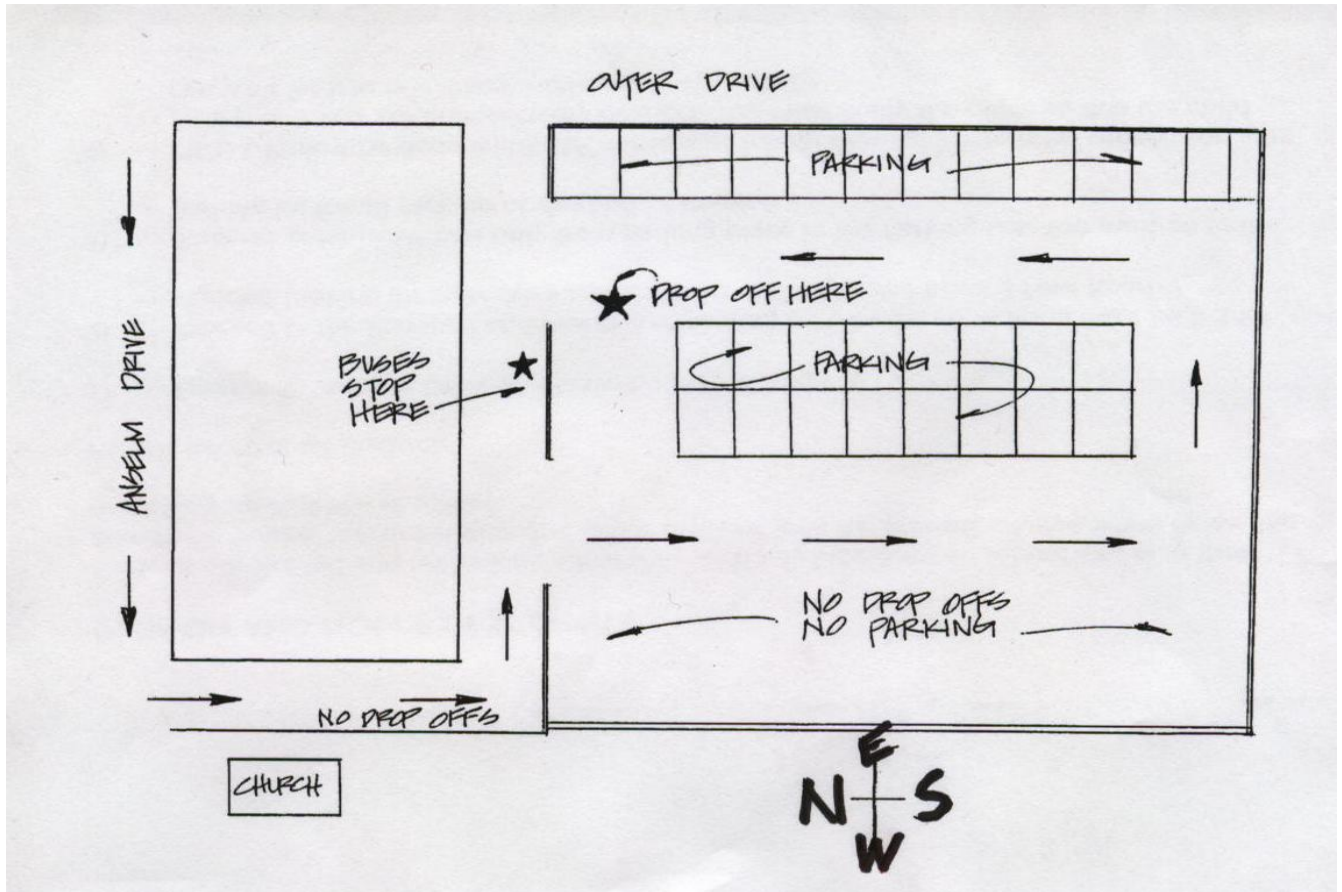 OUTER DRIVE
PARKING
DROP OFF HERE
PARKING
BUSES
STOP
HERE
ANSELM DRIVE
NO DROP OFFS
NO PARKING
NO DROP OFFS
CHURCH
E
N S
W